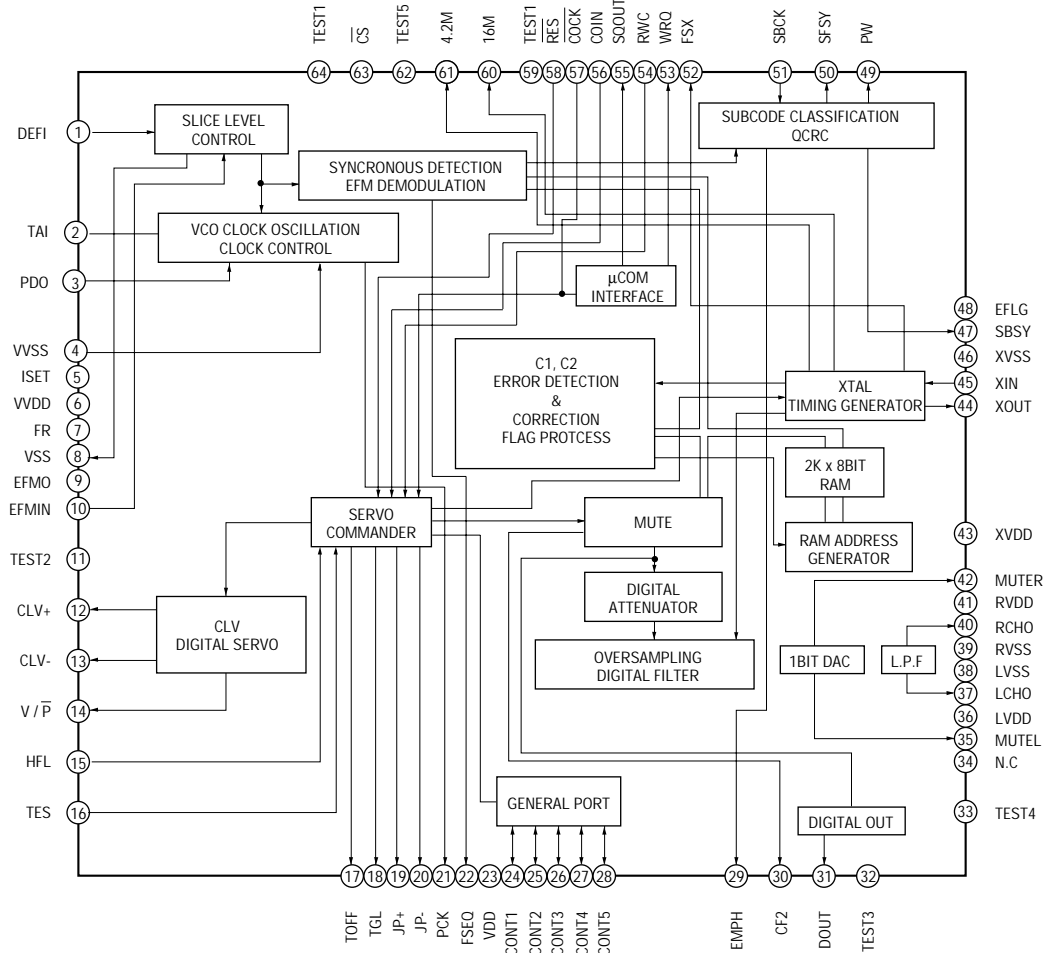 TEST1
CS
TEST5
4.2M
16M
TEST1
RES
COCK
COIN
SQOUT
RWC
WRQ
FSX
SBCK
SFSY
PW
64
63
62
61
60
59
58
57
56
55
54
53
52
51
50
49
DEFI
1
TAI
2
PDO
3
VVSS
4
ISET
5
VVDD
6
FR
7
VSS
8
EFMO
9
EFMIN
10
TEST2
11
CLV+
12
CLV-
13
V / P
14
HFL
15
TES
16
SLICE LEVEL
CONTROL
SYNCRONOUS DETECTION
EFM DEMODULATION
VCO CLOCK OSCILLATION
CLOCK CONTROL
SUBCODE CLASSIFICATION
QCRC
µCOM
INTERFACE
C1, C2
ERROR DETECTION
&
CORRECTION
FLAG PROTCESS
XTAL
TIMING GENERATOR
2K x 8BIT
RAM
RAM ADDRESS
GENERATOR
SERVO
COMMANDER
MUTE
DIGITAL
ATTENUATOR
OVERSAMPLING
DIGITAL FILTER
CLV
DIGITAL SERVO
1BIT DAC
L.P.F
GENERAL PORT
DIGITAL OUT
48
EFLG
47
SBSY
46
XVSS
45
XIN
44
XOUT
43
XVDD
42
MUTER
41
RVDD
40
RCHO
39
RVSS
38
LVSS
37
LCHO
36
LVDD
35
MUTEL
34
N.C
33
TEST4
17
18
19
20
21
22
23
24
25
26
27
28
29
30
31
32
TOFF
TGL
JP+
JP-
PCK
FSEQ
VDD
CONT1
CONT2
CONT3
CONT4
CONT5
EMPH
CF2
DOUT
TEST3